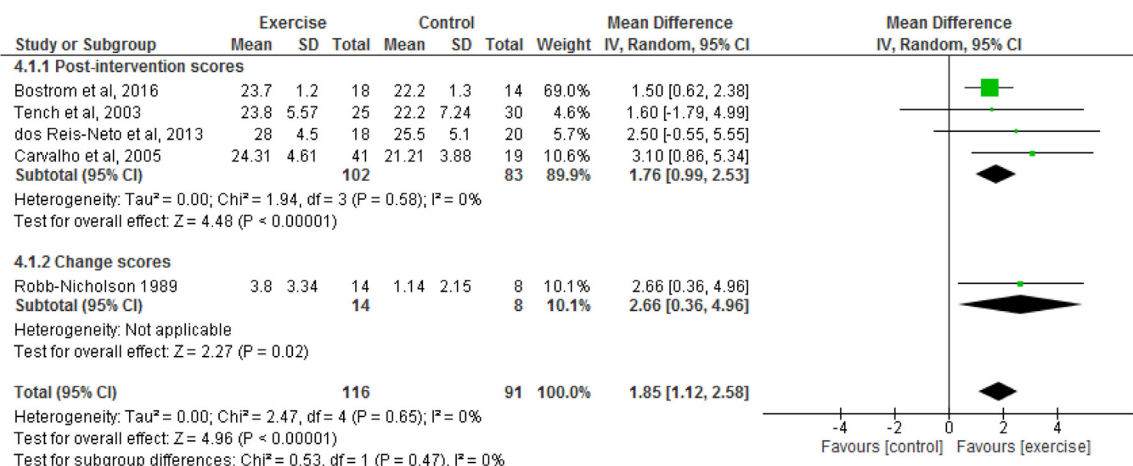 Exercise Control Mean Difference Mean Difference
Study or Subgroup Mean SD Total Mean SD Total Weight IV, Random, 95% CI IV, Random, 95% CI
4.1.1 Post-intervention scores
Bostrom et al, 2016 23.7 1.2 18 22.2 1.3 14 69.0% 1.50 [0.62, 2.38]
Tench et al, 2003 23.8 5.57 25 22.2 7.24 30 4.6% 1.60 [-1.79, 4.99]
dos Reis-Neto et al, 2013 28 4.5 18 25.5 5.1 20 5.7% 2.50 [-0.55, 5.55]
Carvalho et al, 2005 24.31 4.61 41 21.21 3.88 19 10.6% 3.10 [0.86, 5.34]
Subtotal (95% CI) 102 83 89.9% 1.76 [0.99, 2.53]
Heterogeneity: Tau² = 0.00; Chi² = 1.94, df = 3 (P = 0.58); I² = 0%
Test for overall effect: Z = 4.48 (P < 0.00001)
4.1.2 Change scores
Robb-Nicholson 1989 3.8 3.34 14 1.14 2.15 8 10.1% 2.66 [0.36, 4.96]
Subtotal (95% CI) 14 8 10.1% 2.66 [0.36, 4.96]
Heterogeneity: Not applicable
Test for overall effect: Z = 2.27 (P = 0.02)
Total (95% CI) 116 91 100.0% 1.85 [1.12, 2.58]
Heterogeneity: Tau² = 0.00; Chi² = 2.47, df = 4 (P = 0.65); I² = 0%
Test for overall effect: Z = 4.96 (P < 0.00001)
Test for subgroup differences: Chi² = 0.53, df = 1 (P = 0.47), I² = 0%
-4 -2 0 2 4
Favours [control] Favours [exercise]